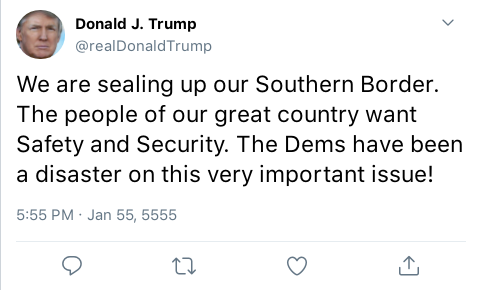 Donald J. Trump
@realDonaldTrump
We are sealing up our Southern Border.
The people of our great country want
Safety and Security. The Dems have been
a disaster on this very important issue!
5:55 PM · Jan 55, 5555